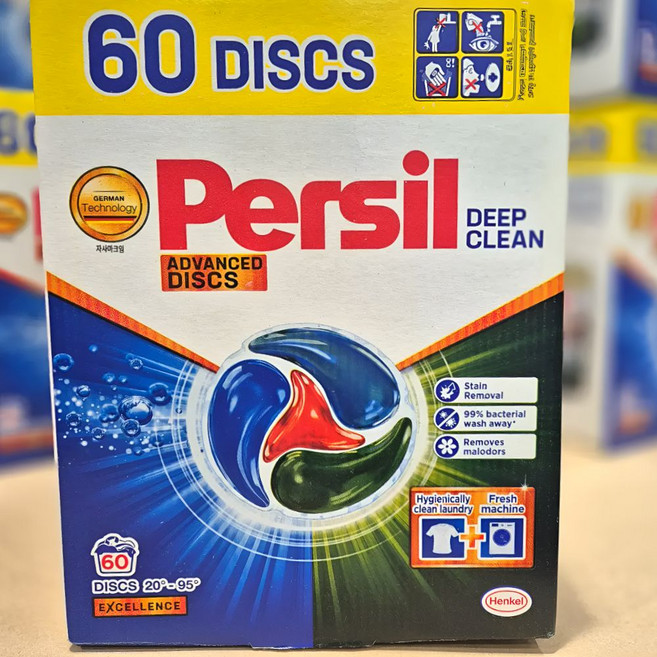 60 DISCS
GERMAN
Technology
자사마크임
Persil
DEEP
CLEAN
ADVANCED
DISCS
Stain
Removal
99% bacterial
wash away*
Removes
malodors
Hygienically
clean laundry
Fresh
machine
60
DISCS 20°-95°
EXCELLENCE
Henkel